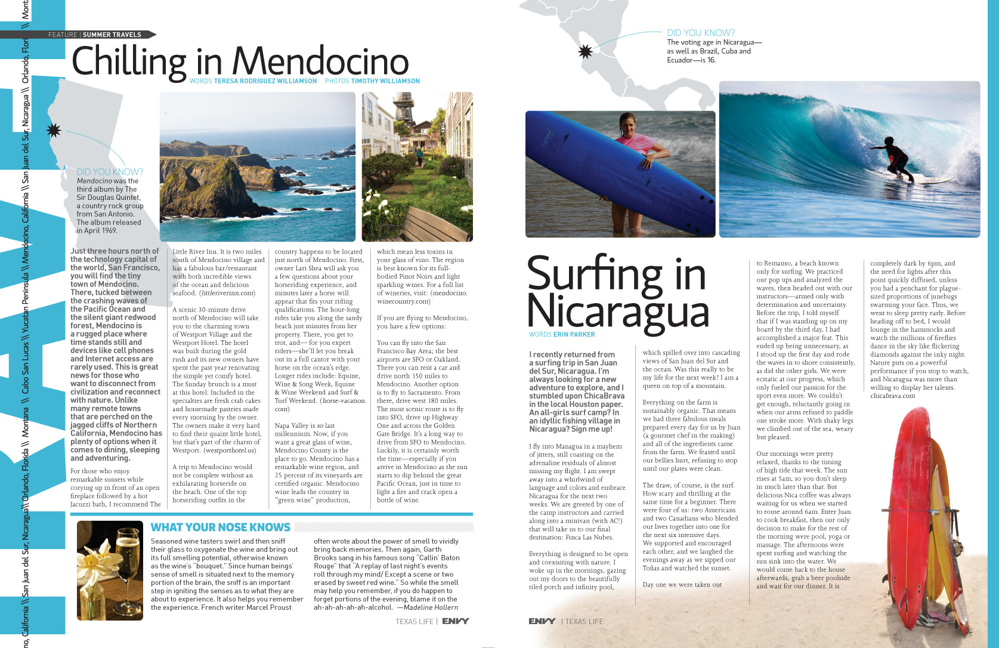 FEATURE | SUMMER TRAVELS
Chilling in Mendocino
WORDS TERESA RODRIGUEZ WILLIAMSON PHOTOS TIMOTHY WILLIAMSON
DID YOU KNOW?
Mendocino was the
third album by The
Sir Douglas Quintet,
a country rock group
from San Antonio.
The album released
in April 1969.
Just three hours north of
the technology capital of
the world, San Francisco,
you will find the tiny
town of Mendocino.
There, tucked between
the crashing waves of
the Pacific Ocean and
the silent giant redwood
forest, Mendocino is
a rugged place where
time stands still and
devices like cell phones
and Internet access are
rarely used. This is great
news for those who
want to disconnect from
civilization and reconnect
with nature. Unlike
many remote towns
that are perched on the
jagged cliffs of Northern
California, Mendocino has
plenty of options when it
comes to dining, sleeping
and adventuring.
For those who enjoy
remarkable sunsets while
cozying up in front of an open
fireplace followed by a hot
Jacuzzi bath, I recommend The
Little River Inn. It is two miles
south of Mendocino village and
has a fabulous bar/restaurant
with both incredible views
of the ocean and delicious
seafood. (littleriverinn.com)
A scenic 30-minute drive
north of Mendocino will take
you to the charming town
of Westport Village and the
Westport Hotel. The hotel
was built during the gold
rush and its new owners have
spent the past year renovating
the simple yet comfy hotel.
The Sunday brunch is a must
at this hotel. Included in the
specialties are fresh crab cakes
and homemade pastries made
every morning by the owner.
The owners make it very hard
to find their quaint little hotel,
but that's part of the charm of
Westport. (westporthotel.us)
A trip to Mendocino would
not be complete without an
exhilarating horseride on
the beach. One of the top
horseriding outfits in the
country happens to be located
just north of Mendocino. First,
owner Lari Shea will ask you
a few questions about your
horseriding experience, and
minutes later a horse will
appear that fits your riding
qualifications. The hour-long
rides take you along the sandy
beach just minutes from her
property. There, you get to
trot, and— for you expert
riders—she'll let you break
out in a full cantor with your
horse on the ocean's edge.
Longer rides include: Equine,
Wine & Song Week, Equine
& Wine Weekend and Surf &
Turf Weekend. (horse-vacation.
com)
Napa Valley is so last
millennium. Now, if you
want a great glass of wine,
Mendocino County is the
place to go. Mendocino has a
remarkable wine region, and
25 percent of its vineyards are
certified organic. Mendocino
wine leads the country in
"green wine" production,
which mean less toxins in
your glass of vino. The region
is best known for its full-
bodied Pinot Noirs and light
sparkling wines. For a full list
of wineries, visit: (mendocino.
winecountry.com)
If you are flying to Mendocino,
you have a few options:
You can fly into the San
Francisco Bay Area; the best
airports are SFO or Oakland.
There you can rent a car and
drive north 150 miles to
Mendocino. Another option
is to fly to Sacramento. From
there, drive west 180 miles.
The most scenic route is to fly
into SFO, drive up Highway
One and across the Golden
Gate Bridge. It's a long way to
drive from SFO to Mendocino.
Luckily, it is certainly worth
the time—especially if you
arrive in Mendocino as the sun
starts to dip behind the great
Pacific Ocean, just in time to
light a fire and crack open a
bottle of wine.
WHAT YOUR NOSE KNOWS
Seasoned wine tasters swirl and then sniff
their glass to oxygenate the wine and bring out
its full smelling potential, otherwise known
as the wine's "bouquet." Since human beings'
sense of smell is situated next to the memory
portion of the brain, the sniff is an important
step in igniting the senses as to what they are
about to experience. It also helps you remember
the experience. French writer Marcel Proust
often wrote about the power of smell to vividly
bring back memories. Then again, Garth
Brooks sang in his famous song "Callin' Baton
Rouge" that "A replay of last night's events
roll through my mind/ Except a scene or two
erased by sweet red wine." So while the smell
may help you remember, if you do happen to
forget portions of the evening, blame it on the
ah-ah-ah-ah-ah-alcohol. —Madeline Hollern
TEXAS LIFE | ENVY
no, California \\ San Juan del Sur, Nicaragua\\ Orlando, Florida \\ Montana \\ Cabo San Lucas \\ Yucatan Peninsula \\ Mendocino, California \\ San Juan del Sur, Nicaragua \\ Orlando, Flori \\ Mont
DID YOU KNOW?
The voting age in Nicaragua—
as well as Brazil, Cuba and
Ecuador—is 16.
Surfing in
Nicaragua
WORDS ERIN PARKER
I recently returned from
a surfing trip in San Juan
del Sur, Nicaragua. I'm
always looking for a new
adventure to explore, and I
stumbled upon ChicaBrava
in the local Houston paper.
An all-girls surf camp? In
an idyllic fishing village in
Nicaragua? Sign me up!
I fly into Managua in a mayhem
of jitters, still coasting on the
adrenaline residuals of almost
missing my flight. I am swept
away into a whirlwind of
language and colors and embrace
Nicaragua for the next two
weeks. We are greeted by one of
the camp instructors and carried
along into a minivan (with AC!)
that will take us to our final
destination: Finca Las Nubes.
Everything is designed to be open
and coexisiting with nature. I
woke up in the mornings, gazing
out my doors to the beautifully
tiled porch and infinity pool,
which spilled over into cascading
views of San Juan del Sur and
the ocean. Was this really to be
my life for the next week? I am a
queen on top of a mountain.
Everything on the farm is
sustainably organic. That means
we had three fabulous meals
prepared every day for us by Juan
(a gourmet chef in the making)
and all of the ingredients came
from the farm. We feasted until
our bellies hurt, refusing to stop
until our plates were clean.
The draw, of course, is the surf.
How scary and thrilling at the
same time for a beginner. There
were four of us: two Americans
and two Canadians who blended
our lives together into one for
the next six intensive days.
We supported and encouraged
each other, and we laughed the
evenings away as we sipped our
Toñas and watched the sunset.
Day one we were taken out
to Remanso, a beach known
only for surfing. We practiced
our pop ups and analyzed the
waves, then headed out with our
instructors—armed only with
determination and uncertainty.
Before the trip, I told myself
that if I was standing up on my
board by the third day, I had
accomplished a major feat. This
ended up being unnecessary, as
I stood up the first day and rode
the waves in to shore consistently,
as did the other girls. We were
ecstatic at our progress, which
only fueled our passion for the
sport even more. We couldn't
get enough, reluctantly going in
when our arms refused to paddle
one stroke more. With shaky legs
we climbed out of the sea, weary
but pleased.
Our mornings were pretty
relaxed, thanks to the timing
of high tide that week. The sun
rises at 5am, so you don't sleep
in much later than that. But
delicious Nica coffee was always
waiting for us when we started
to rouse around 6am. Enter Juan
to cook breakfast, then our only
decision to make for the rest of
the morning were pool, yoga or
massage. The afternoons were
spent surfing and watching the
sun sink into the water. We
would come back to the house
afterwards, grab a beer poolside
and wait for our dinner. It is
completely dark by 6pm, and
the need for lights after this
point quickly diffused, unless
you had a penchant for plague-
sized proportions of junebugs
swarming your face. Thus, we
went to sleep pretty early. Before
heading off to bed, I would
lounge in the hammocks and
watch the millions of fireflies
dance in the sky like flickering
diamonds against the inky night.
Nature puts on a powerful
performance if you stop to watch,
and Nicaragua was more than
willing to display her talents.
chicabrava.com
ENVY | TEXAS LIFE